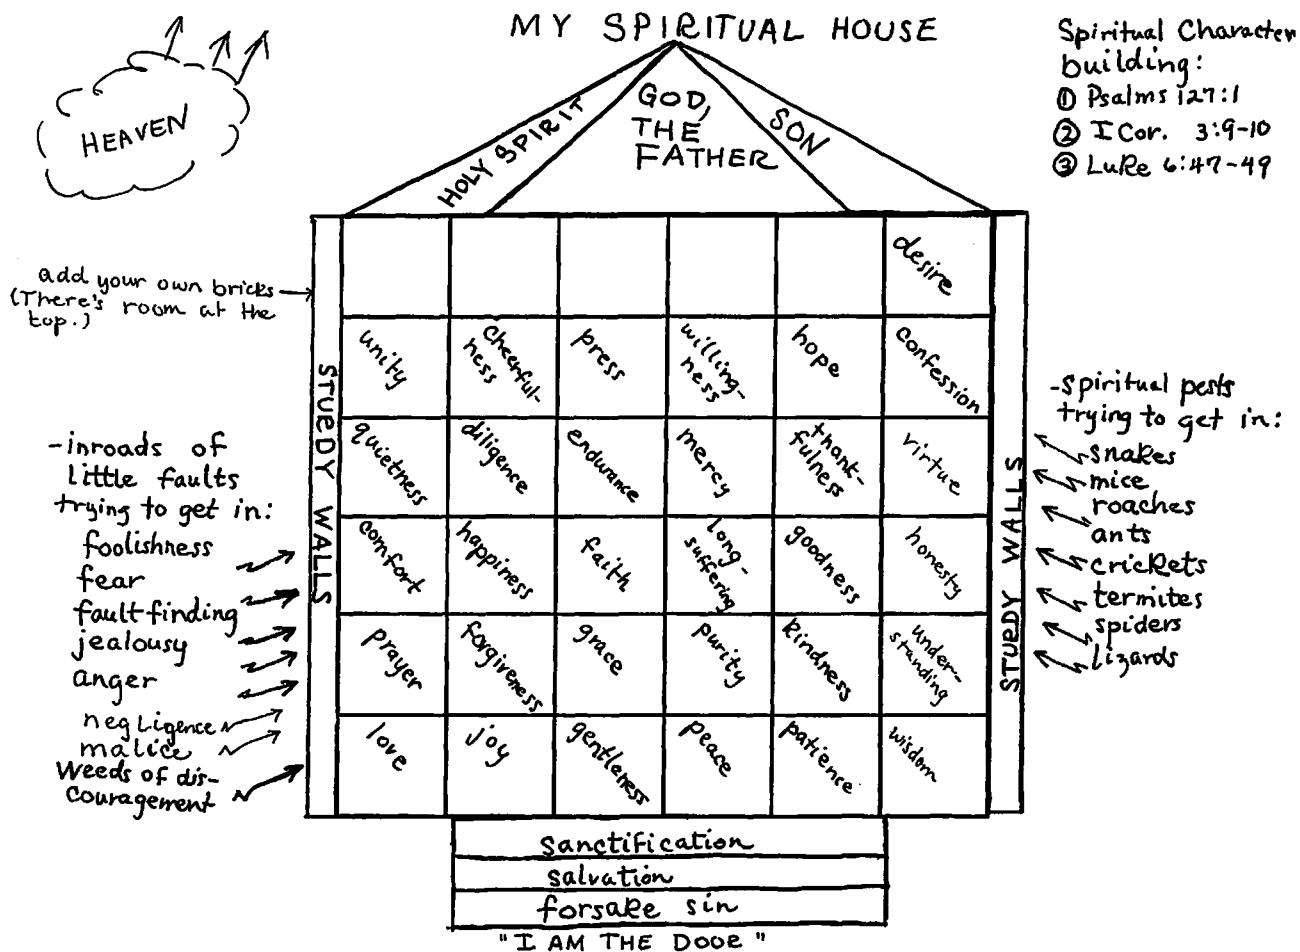 MY SPIRITUAL HOUSE
HEAVEN
Spiritual Character
building:
① Psalms 127:1
② I Cor. 3:9-10
③ Luke 6:47-49
HOLY SPIRIT
GOD,
THE
FATHER
SON
add your own bricks
(There's room at the
top.)
desire
unity
cheerful-
ness
press
willing-
ness
hope
confession
quietness
diligence
endurance
mercy
thank-
fulness
virtue
comfort
happiness
faith
long-
suffering
goodness
honesty
prayer
forgiveness
grace
purity
kindness
under-
standing
love
joy
gentleness
peace
patience
wisdom
STURDY WALLS
STURDY WALLS
-inroads of
little faults
trying to get in:
foolishness
fear
faultfinding
jealousy
anger
negligence
malice
Weeds of dis-
couragement
-spiritual pests
trying to get in:
snakes
mice
roaches
ants
crickets
termites
spiders
lizards
sanctification
salvation
forsake sin
"I AM THE DOOR"